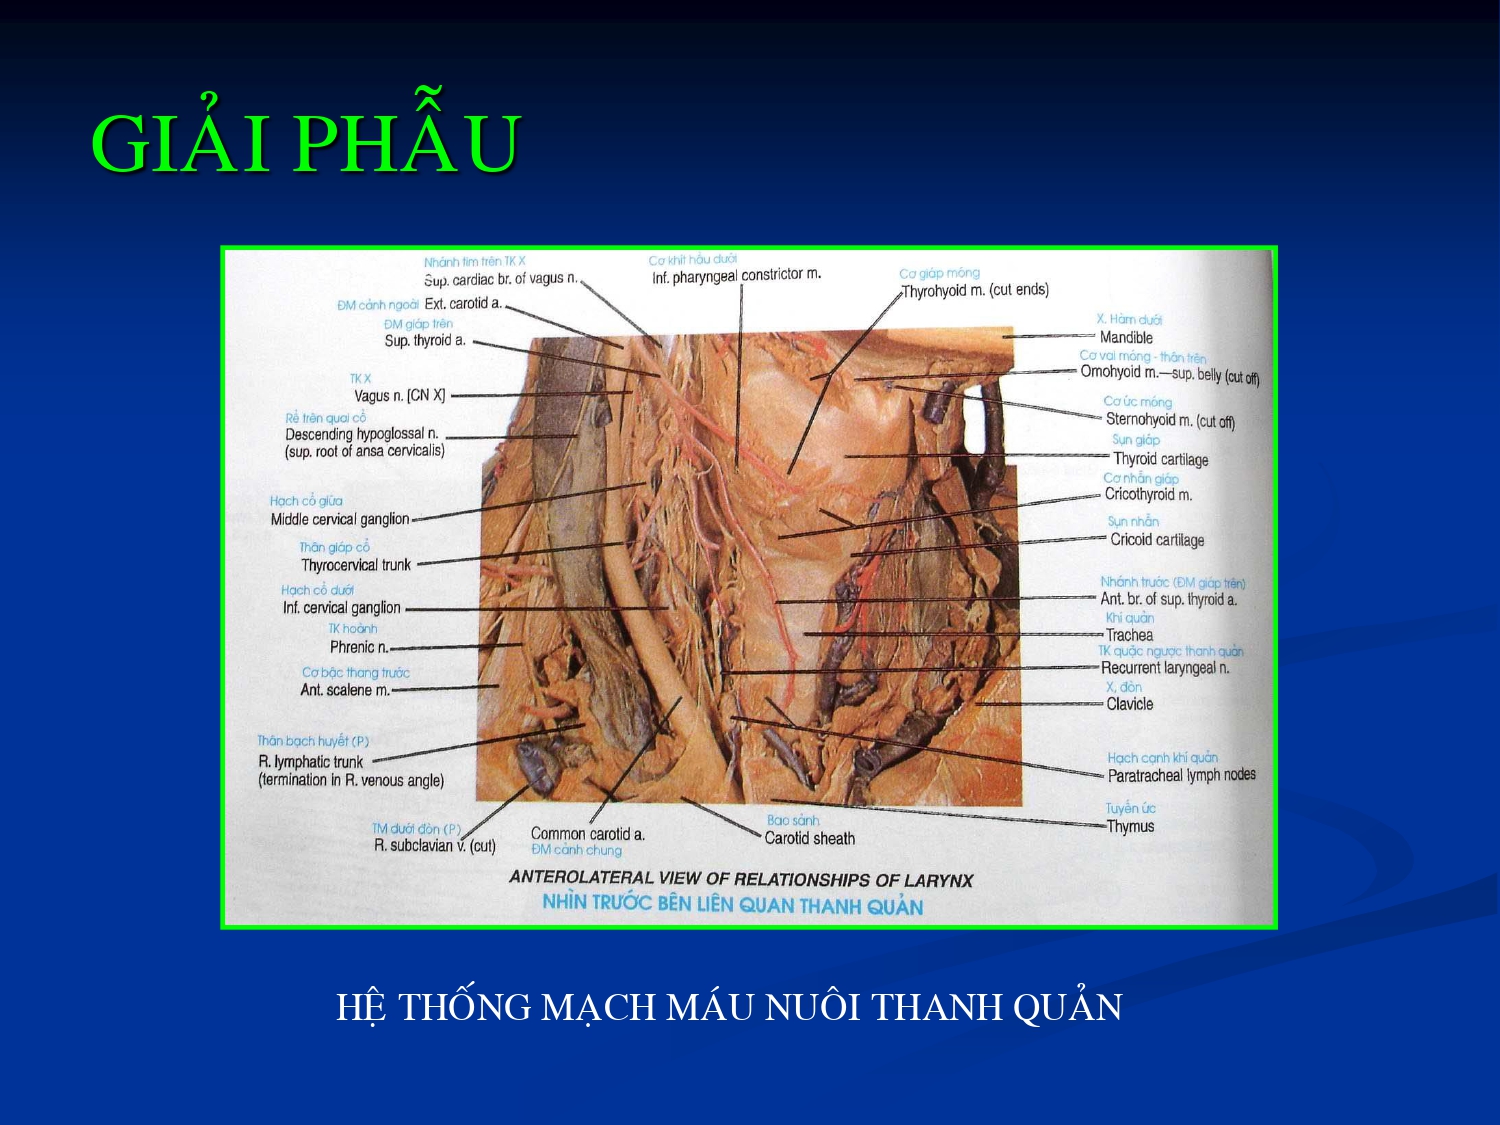 GIẢI PHẪU
Nhánh tim trên TK X
Sup. cardiac br. of vagus n.
ĐM cảnh ngoài Ext. carotid a.
ĐM giáp trên
Sup. thyroid a.
TK X
Vagus n. [CN X]
Rễ trên quai cổ
Descending hypoglossal n.
(sup. root of ansa cervicalis)
Hạch cổ giữa
Middle cervical ganglion
Thân giáp cổ
Thyrocervical trunk
Hạch cổ dưới
Inf. cervical ganglion
TK hoành
Phrenic n.
Cơ bậc thang trước
Ant. scalene m.
Thân bạch huyết (P)
R. lymphatic trunk
(termination in R. venous angle)
TM dưới đòn (P)
R. subclavian v. (cut)
Cơ khít hầu dưới
Inf. pharyngeal constrictor m.
Cơ giáp móng
Thyrohyoid m. (cut ends)
X. Hàm dưới
Mandible
Cơ vai móng - thân trên
Omohyoid m.—sup. belly (cut off)
Cơ ức móng
Sternohyoid m. (cut off)
Sụn giáp
Thyroid cartilage
Cơ nhẫn giáp
Cricothyroid m.
Sụn nhẫn
Cricoid cartilage
Nhánh trước (ĐM giáp trên)
Ant. br. of sup. thyroid a.
Khí quản
Trachea
TK quặc ngược thanh quản
Recurrent laryngeal n.
X, đòn
Clavicle
Hạch cạnh khí quản
Paratracheal lymph nodes
Tuyến ức
Thymus
Common carotid a.
ĐM cảnh chung
Bao cảnh
Carotid sheath
ANTEROLATERAL VIEW OF RELATIONSHIPS OF LARYNX
NHÌN TRƯỚC BÊN LIÊN QUAN THANH QUẢN
HỆ THỐNG MẠCH MÁU NUÔI THANH QUẢN